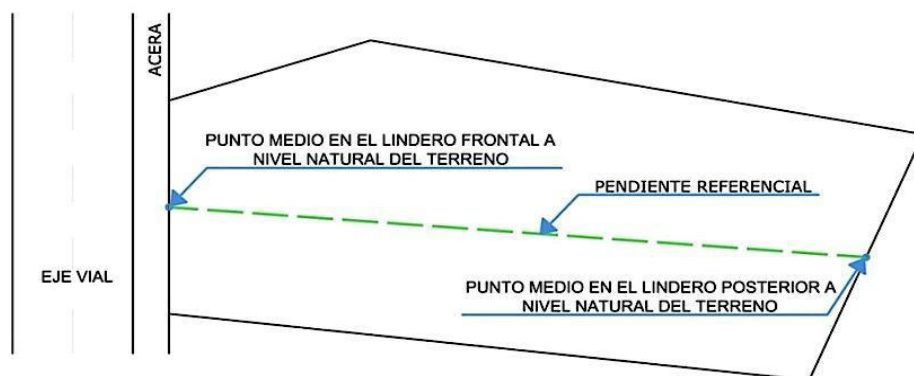 ACERA
PUNTO MEDIO EN EL LINDERO FRONTAL A
NIVEL NATURAL DEL TERRENO
PENDIENTE REFERENCIAL
EJE VIAL
PUNTO MEDIO EN EL LINDERO POSTERIOR A
NIVEL NATURAL DEL TERRENO